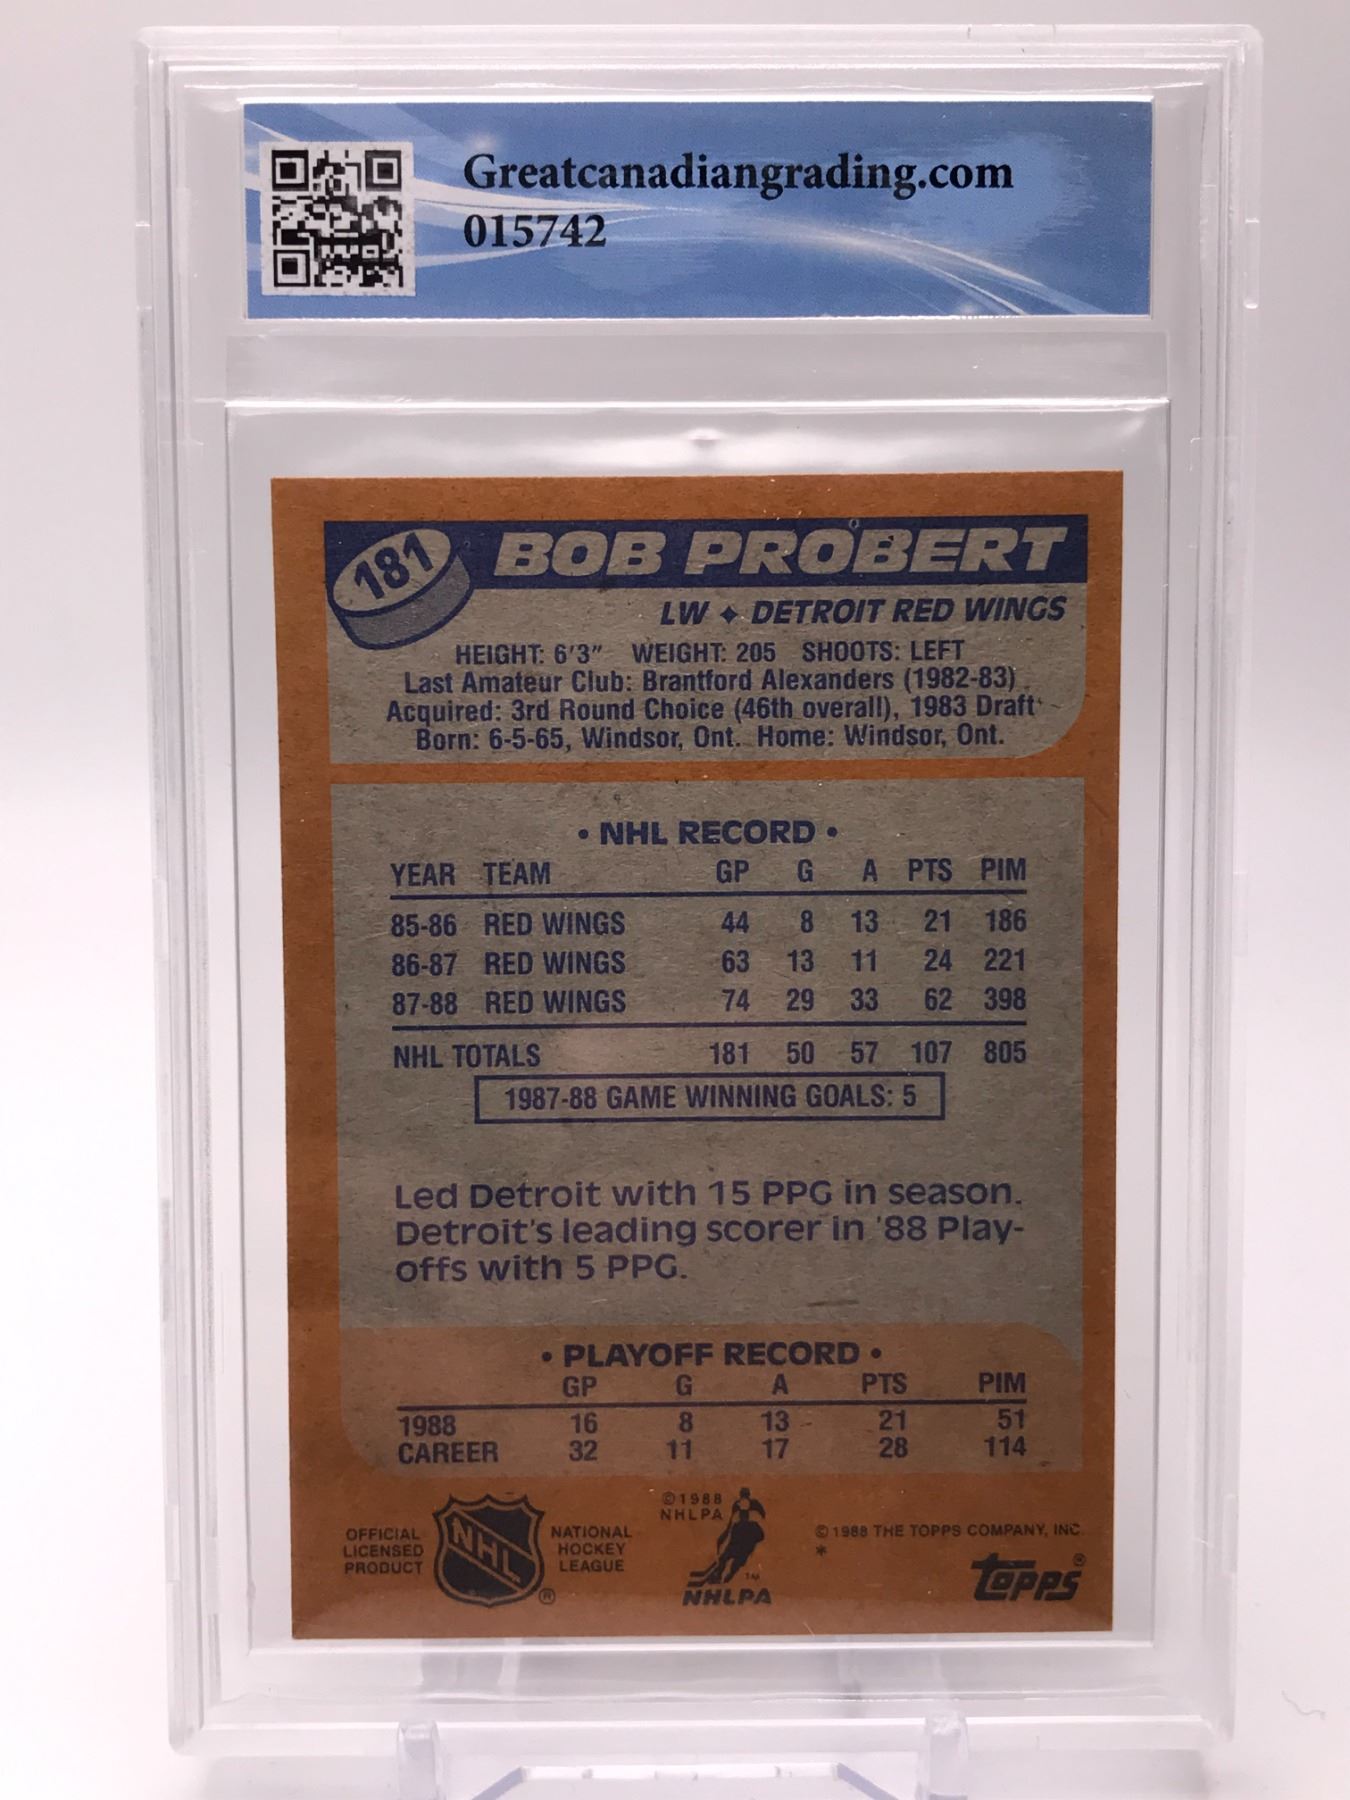 Greatcanadiangrading.com
015742
181
BOB PROBERT
LW ✦ DETROIT RED WINGS
HEIGHT: 6'3" WEIGHT: 205 SHOOTS: LEFT
Last Amateur Club: Brantford Alexanders (1982-83)
Acquired: 3rd Round Choice (46th overall), 1983 Draft
Born: 6-5-65, Windsor, Ont. Home: Windsor, Ont.
• NHL RECORD •
YEAR TEAM GP G A PTS PIM
85-86 RED WINGS 44 8 13 21 186
86-87 RED WINGS 63 13 11 24 221
87-88 RED WINGS 74 29 33 62 398
NHL TOTALS 181 50 57 107 805
1987-88 GAME WINNING GOALS: 5
Led Detroit with 15 PPG in season.
Detroit's leading scorer in '88 Play-
offs with 5 PPG.
• PLAYOFF RECORD •
GP G A PTS PIM
1988 16 8 13 21 51
CAREER 32 11 17 28 114
OFFICIAL
LICENSED
PRODUCT
NHL
®
NATIONAL
HOCKEY
LEAGUE
©1988
NHLPA
TM
NHLPA
© 1988 THE TOPPS COMPANY, INC.
*
TOPPS®